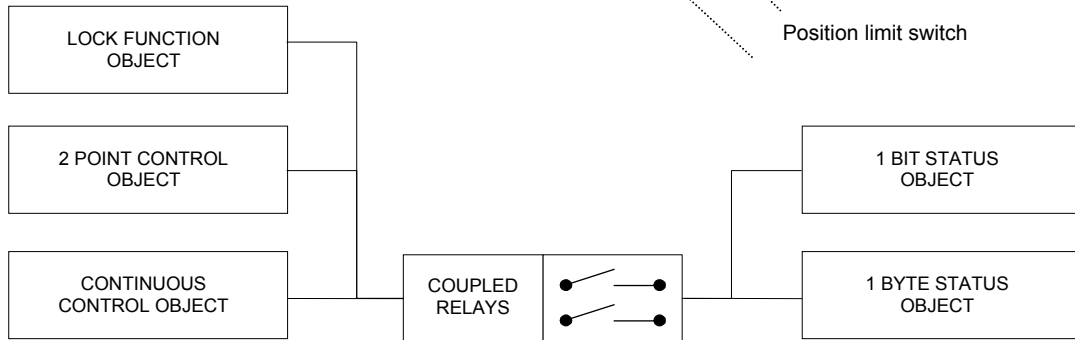 Position limit switch
LOCK FUNCTION
OBJECT
2 POINT CONTROL
OBJECT
1 BIT STATUS
OBJECT
CONTINUOUS
CONTROL OBJECT
COUPLED
RELAYS
1 BYTE STATUS
OBJECT